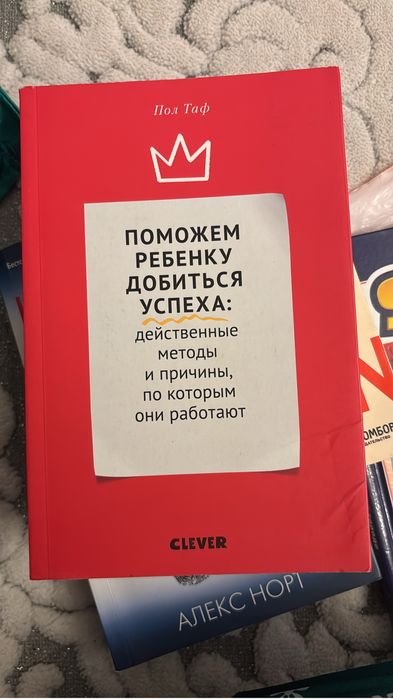 Пол Таф
ПОМОЖЕМ
РЕБЕНКУ
ДОБИТЬСЯ
УСПЕХА:
действенные
методы
и причины,
по которым
они работают
CLEVER
АЛЕКС НОРТ